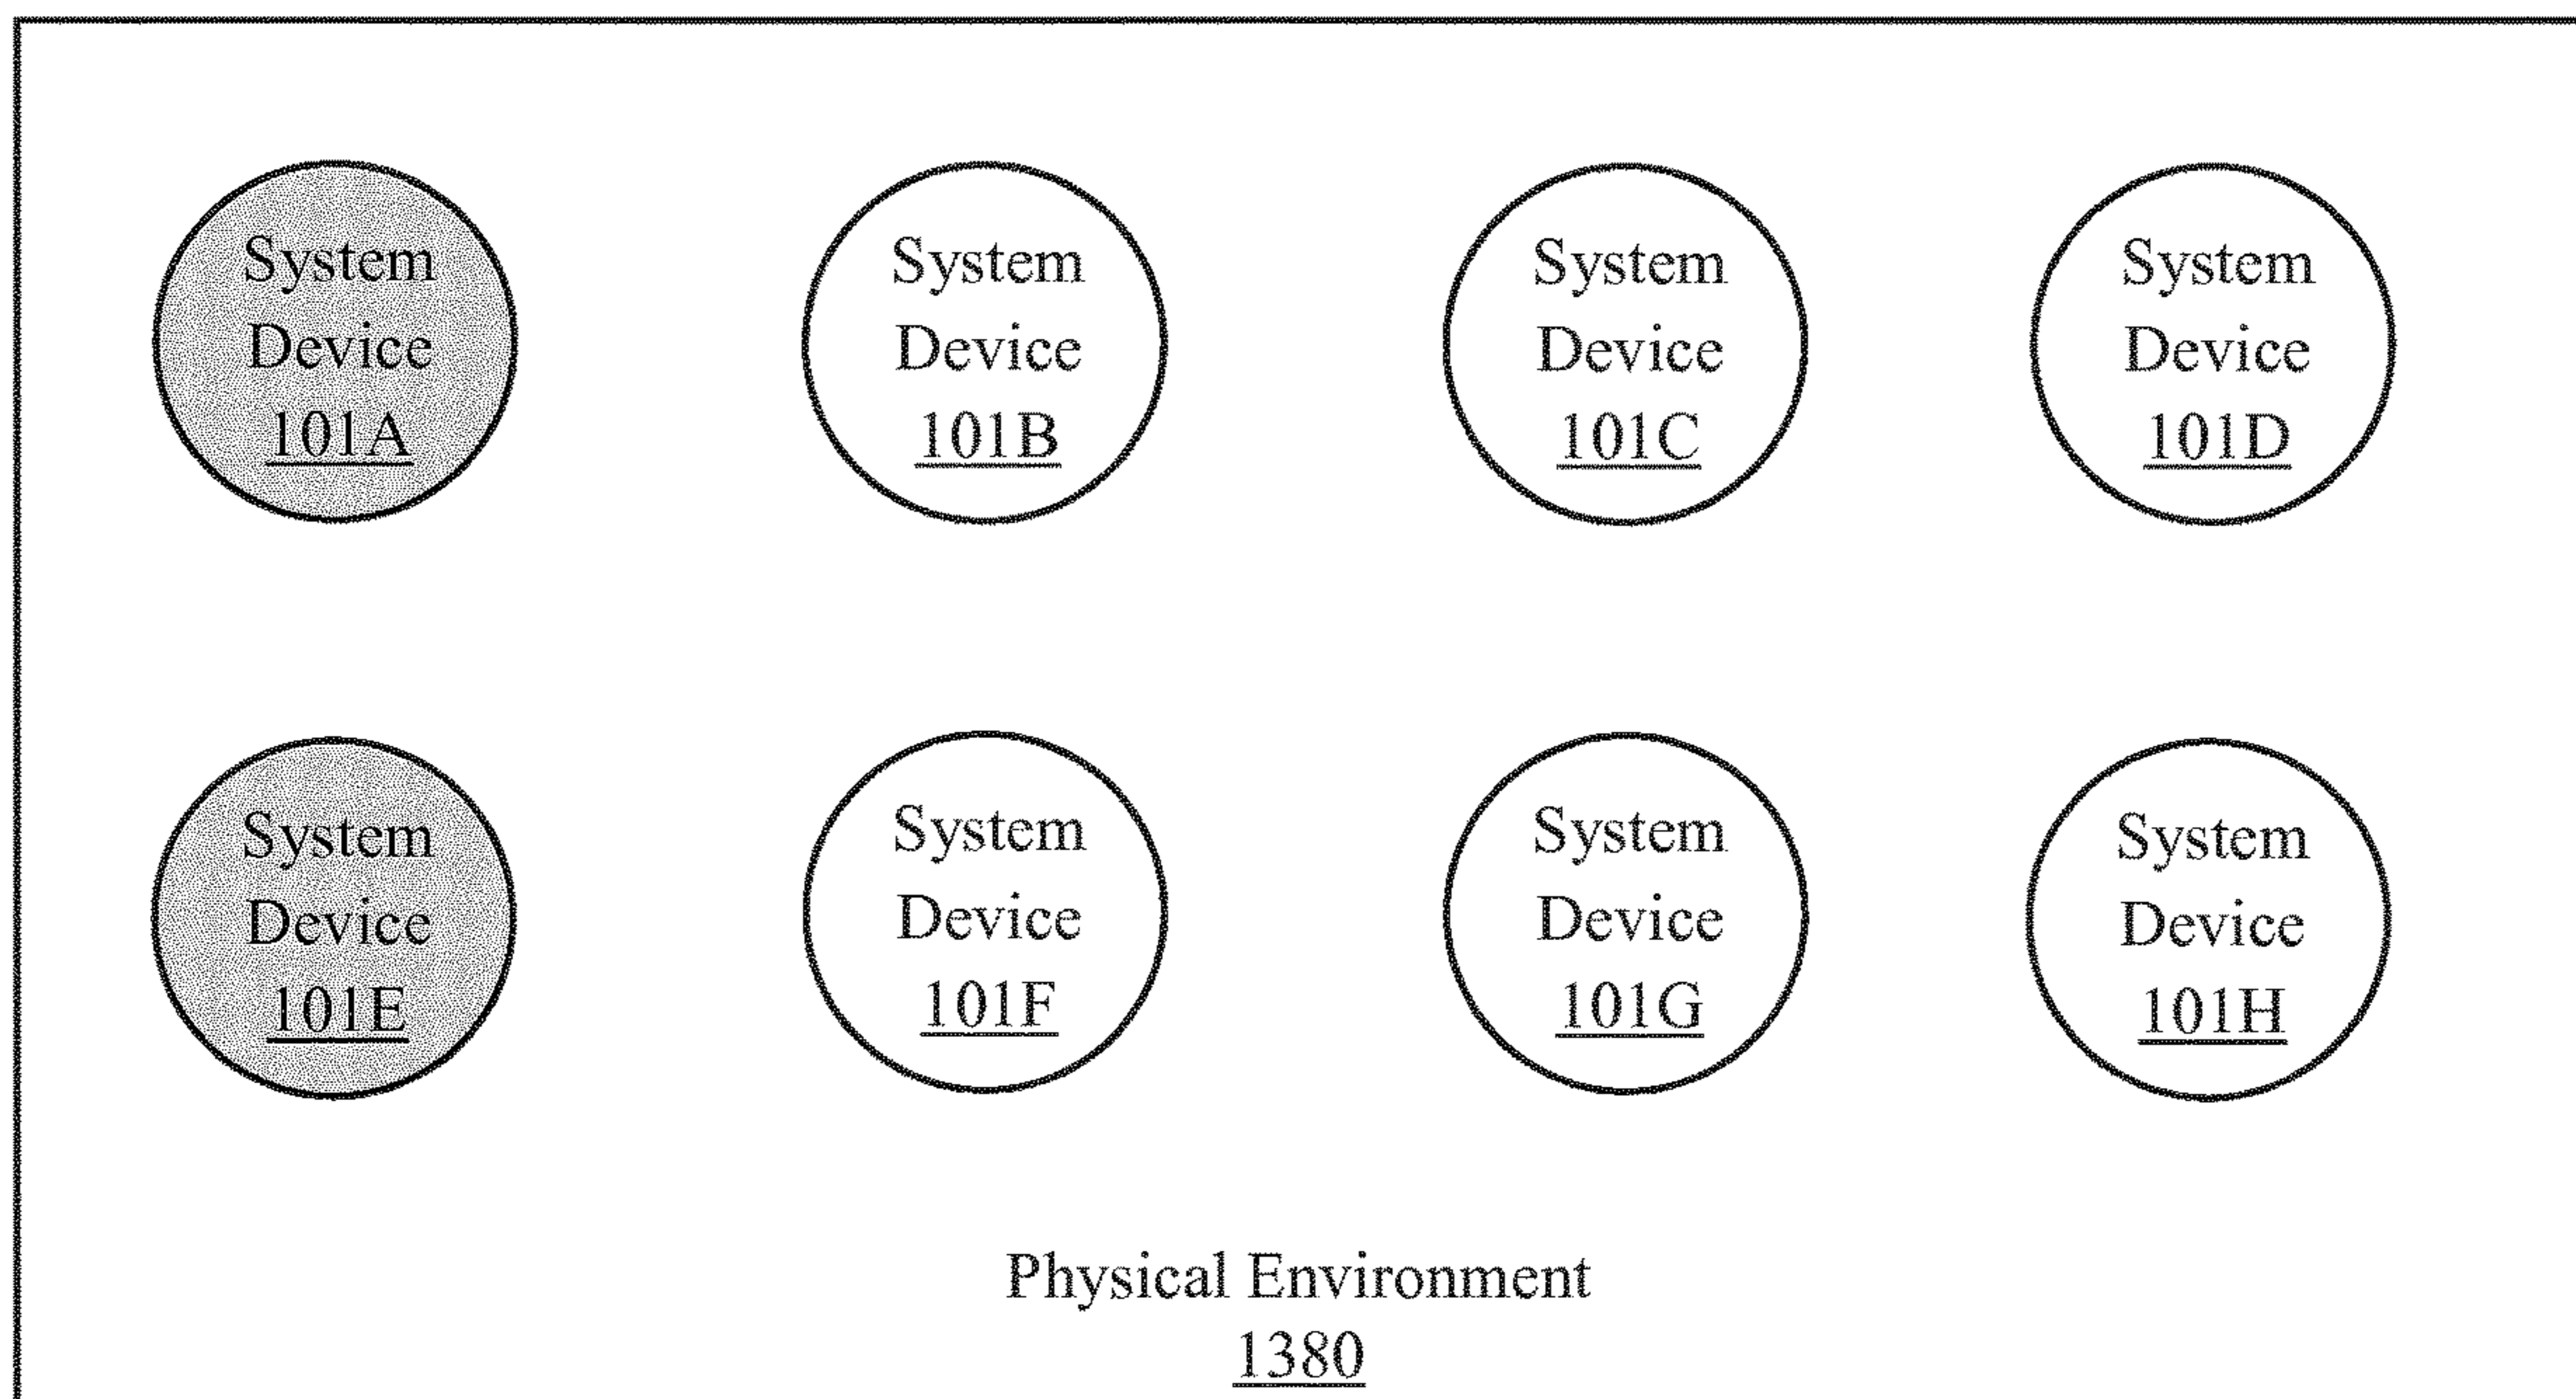 System
Device
101A
System
Device
101B
System
Device
101C
System
Device
101D
System
Device
101E
System
Device
101F
System
Device
101G
System
Device
101H
Physical Environment
1380